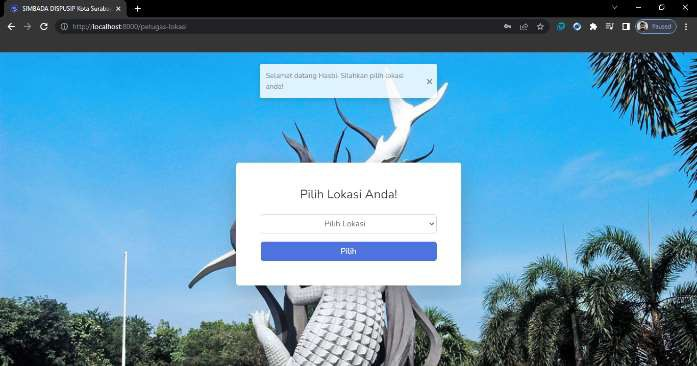 SIMBADA DISPUSIP Kota Surabay
http://localhost:8000/petugas-lokasi
Paused
Selamat datang Hasbi. Silahkan pilih lokasi
anda!
Pilih Lokasi Anda!
Pilih Lokasi
Pilih